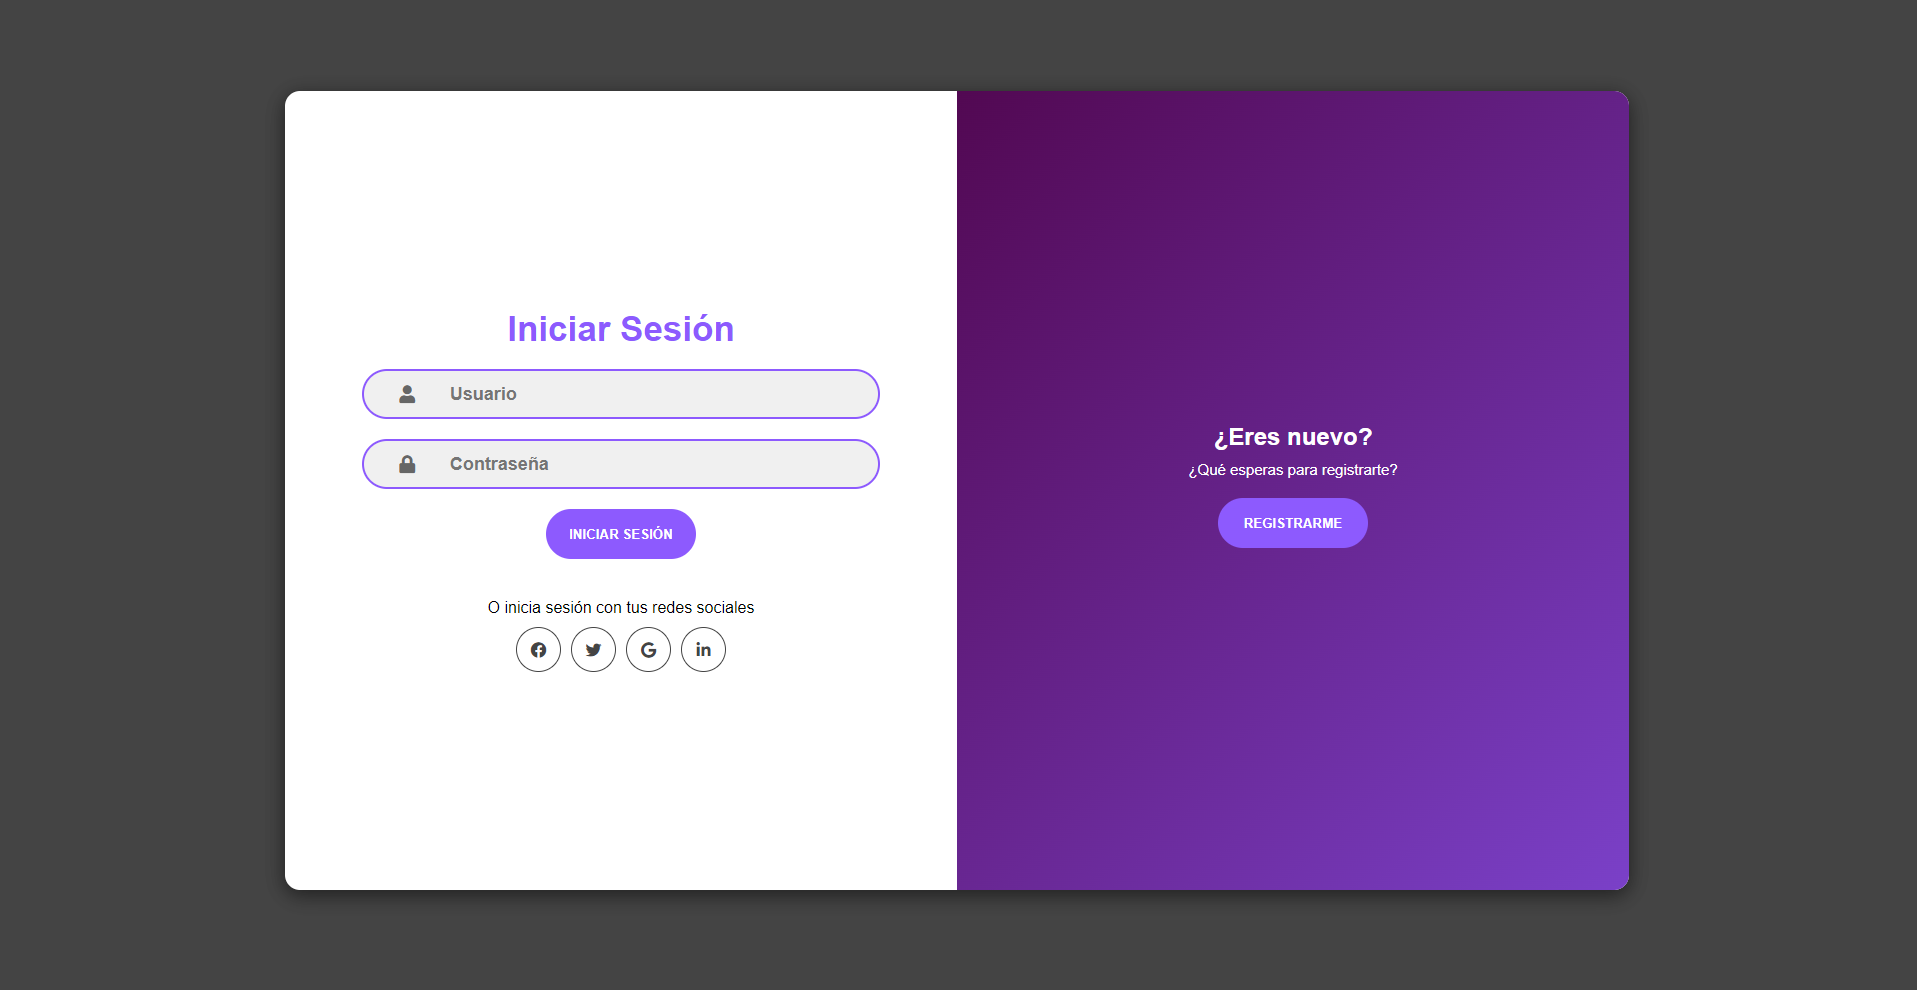 Iniciar Sesión
Usuario
Contraseña
INICIAR SESIÓN
O inicia sesión con tus redes sociales
¿Eres nuevo?
¿Qué esperas para registrarte?
REGISTRARME